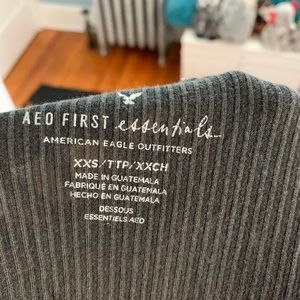 AEO FIRST essentials
AMERICAN EAGLE OUTFITTERS
XXS/TTP/XXCH
MADE IN GUATEMALA
FABRIQUÉ EN GUATEMALA
HECHO EN GUATEMALA
DESSOUS
ESSENTIELS AEO